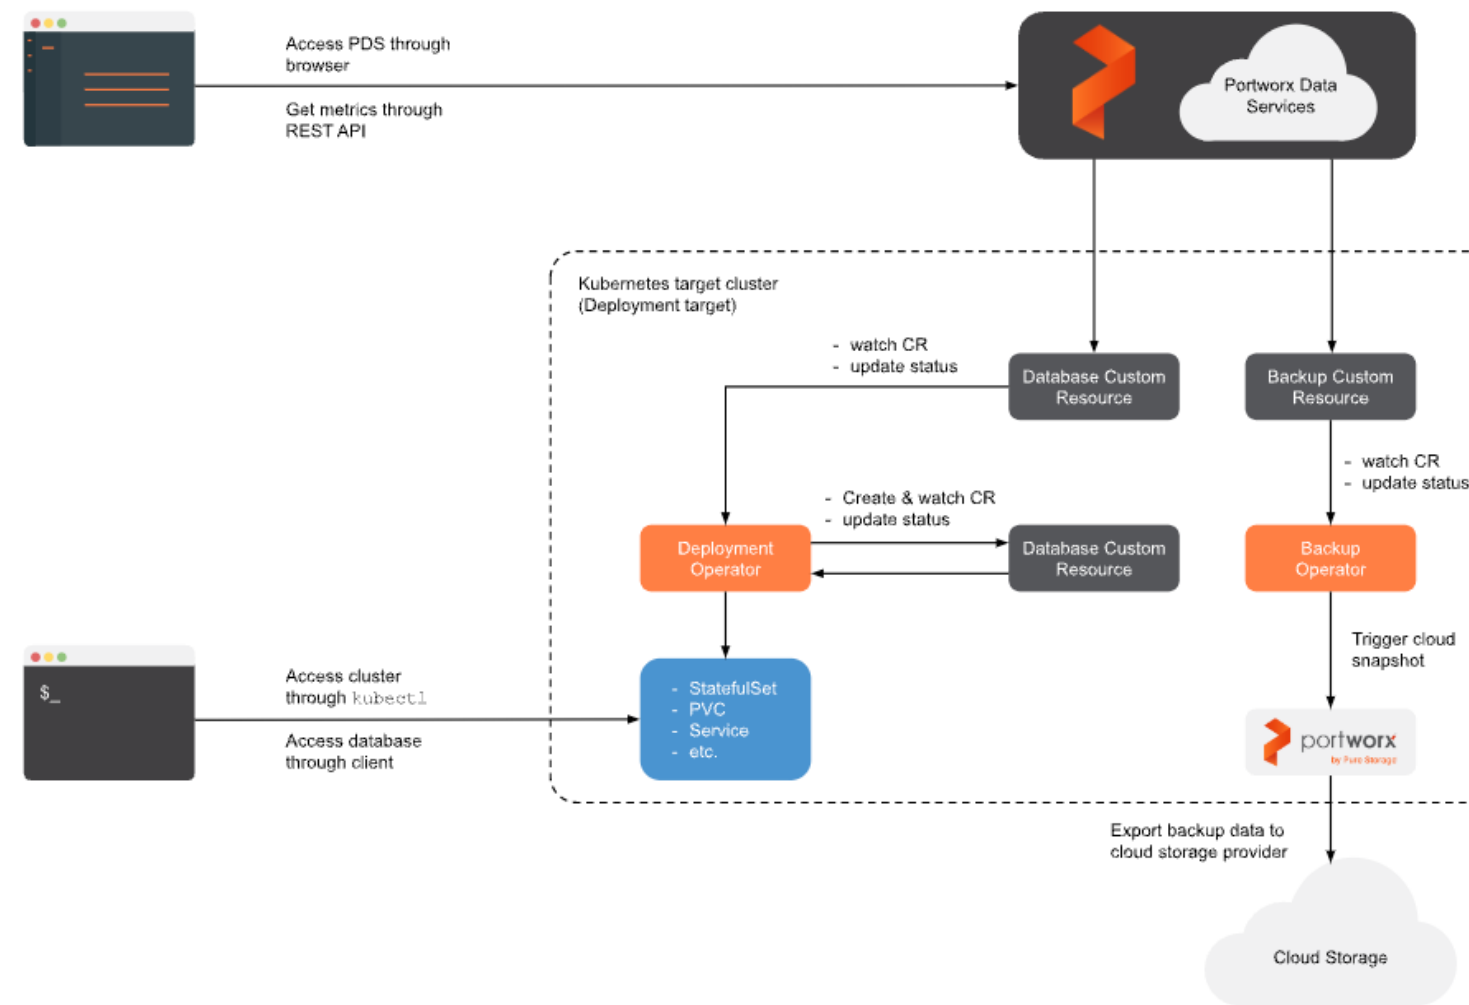 Access PDS through
browser
Get metrics through
REST API
Portworx Data
Services
Kubernetes target cluster
(Deployment target)
- watch CR
- update status
Database Custom
Resource
Backup Custom
Resource
- watch CR
- update status
- Create & watch CR
- update status
Deployment
Operator
Database Custom
Resource
Backup
Operator
Trigger cloud
snapshot
$_
Access cluster
through kubectl
Access database
through client
- StatefulSet
- PVC
- Service
- etc.
portworx
by Pure Storage
Export backup data to
cloud storage provider
Cloud Storage